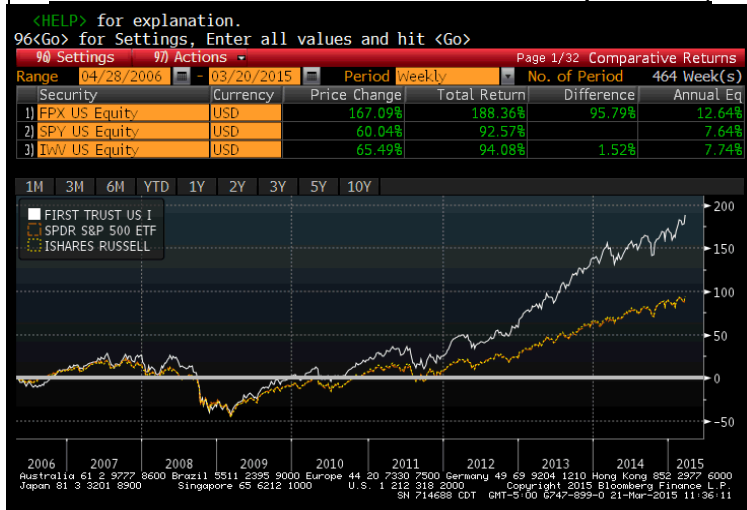 <HELP> for explanation.
96<Go> for Settings, Enter all values and hit <Go>
96) Settings 97) Actions Page 1/32 Comparative Returns
Range 04/28/2006 - 03/20/2015 Period Weekly No. of Period 464 Week(s)
Security Currency Price Change Total Return Difference Annual Eq
1) FPX US Equity USD 167.09% 188.36% 95.79% 12.64%
2) SPY US Equity USD 60.04% 92.57% 7.64%
3) IWV US Equity USD 65.49% 94.08% 1.52% 7.74%
1M 3M 6M YTD 1Y 2Y 3Y 5Y 10Y
FIRST TRUST US I
SPDR S&P 500 ETF
ISHARES RUSSELL
200
150
100
50
0
-50
2006 2007 2008 2009 2010 2011 2012 2013 2014 2015
Australia 61 2 9777 8600 Brazil 5511 2395 9000 Europe 44 20 7330 7500 Germany 49 69 9204 1210 Hong Kong 852 2977 6000
Japan 81 3 3201 8900 Singapore 65 6212 1000 U.S. 1 212 318 2000 Copyright 2015 Bloomberg Finance L.P.
SN 714688 CDT GMT-5:00 G747-899-0 21-Mar-2015 11:36:11